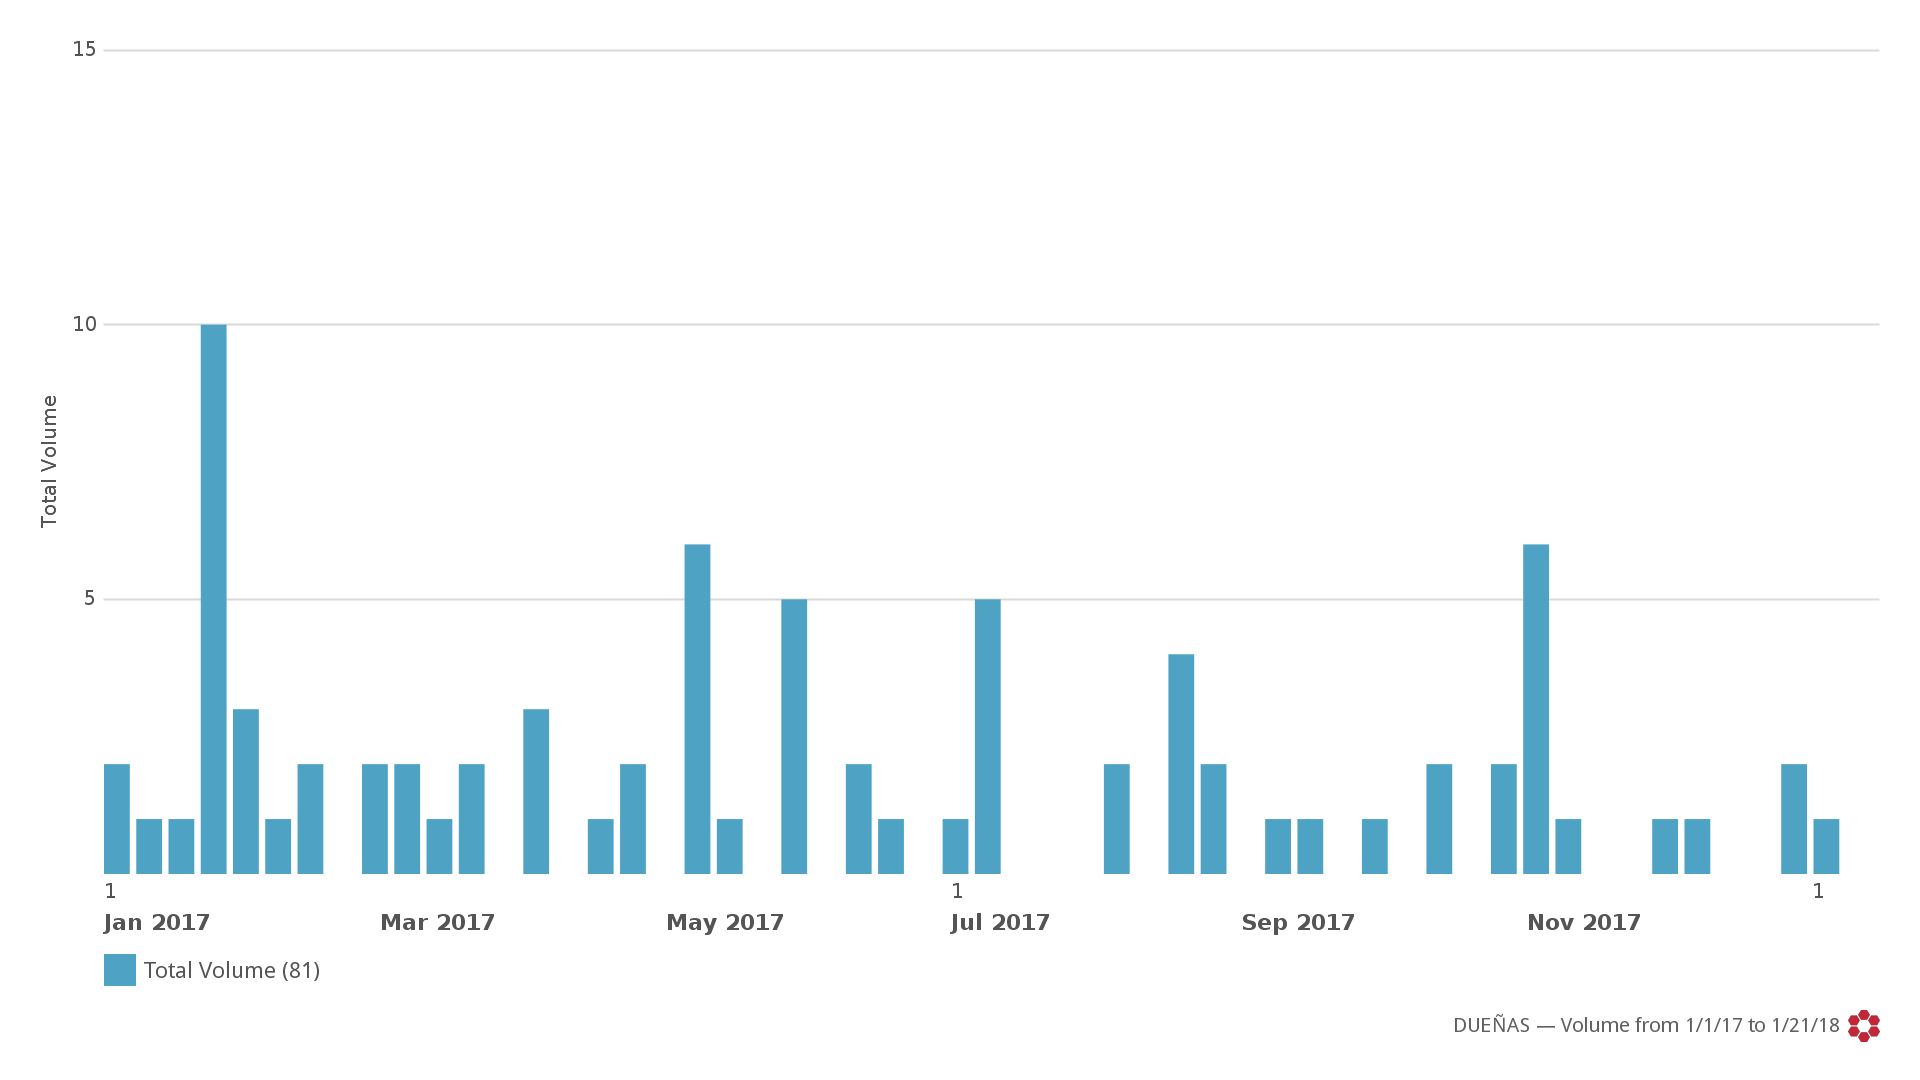 15
10
Total Volume
5
1 1 1
Jan 2017 Mar 2017 May 2017 Jul 2017 Sep 2017 Nov 2017
Total Volume (81)
DUEÑAS — Volume from 1/1/17 to 1/21/18